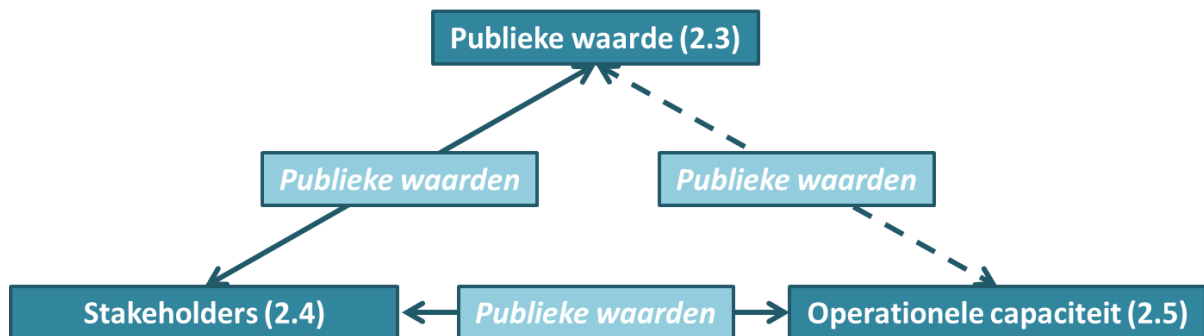 Publieke waarde (2.3)
Publieke waarden
Publieke waarden
Stakeholders (2.4)
Publieke waarden
Operationele capaciteit (2.5)